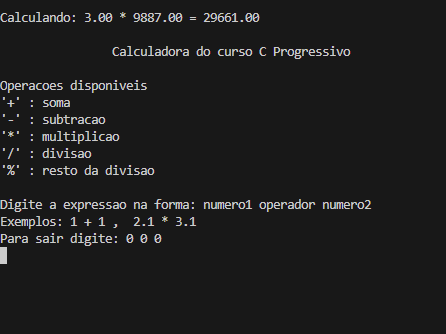 Calculando: 3.00 * 9887.00 = 29661.00
Calculadora do curso C Progressivo
Operacoes disponiveis
'+' : soma
'-' : subtracao
'*' : multiplicao
'/' : divisao
'%' : resto da divisao
Digite a expressao na forma: numero1 operador numero2
Exemplos: 1 + 1 ,  2.1 * 3.1
Para sair digite: 0 0 0